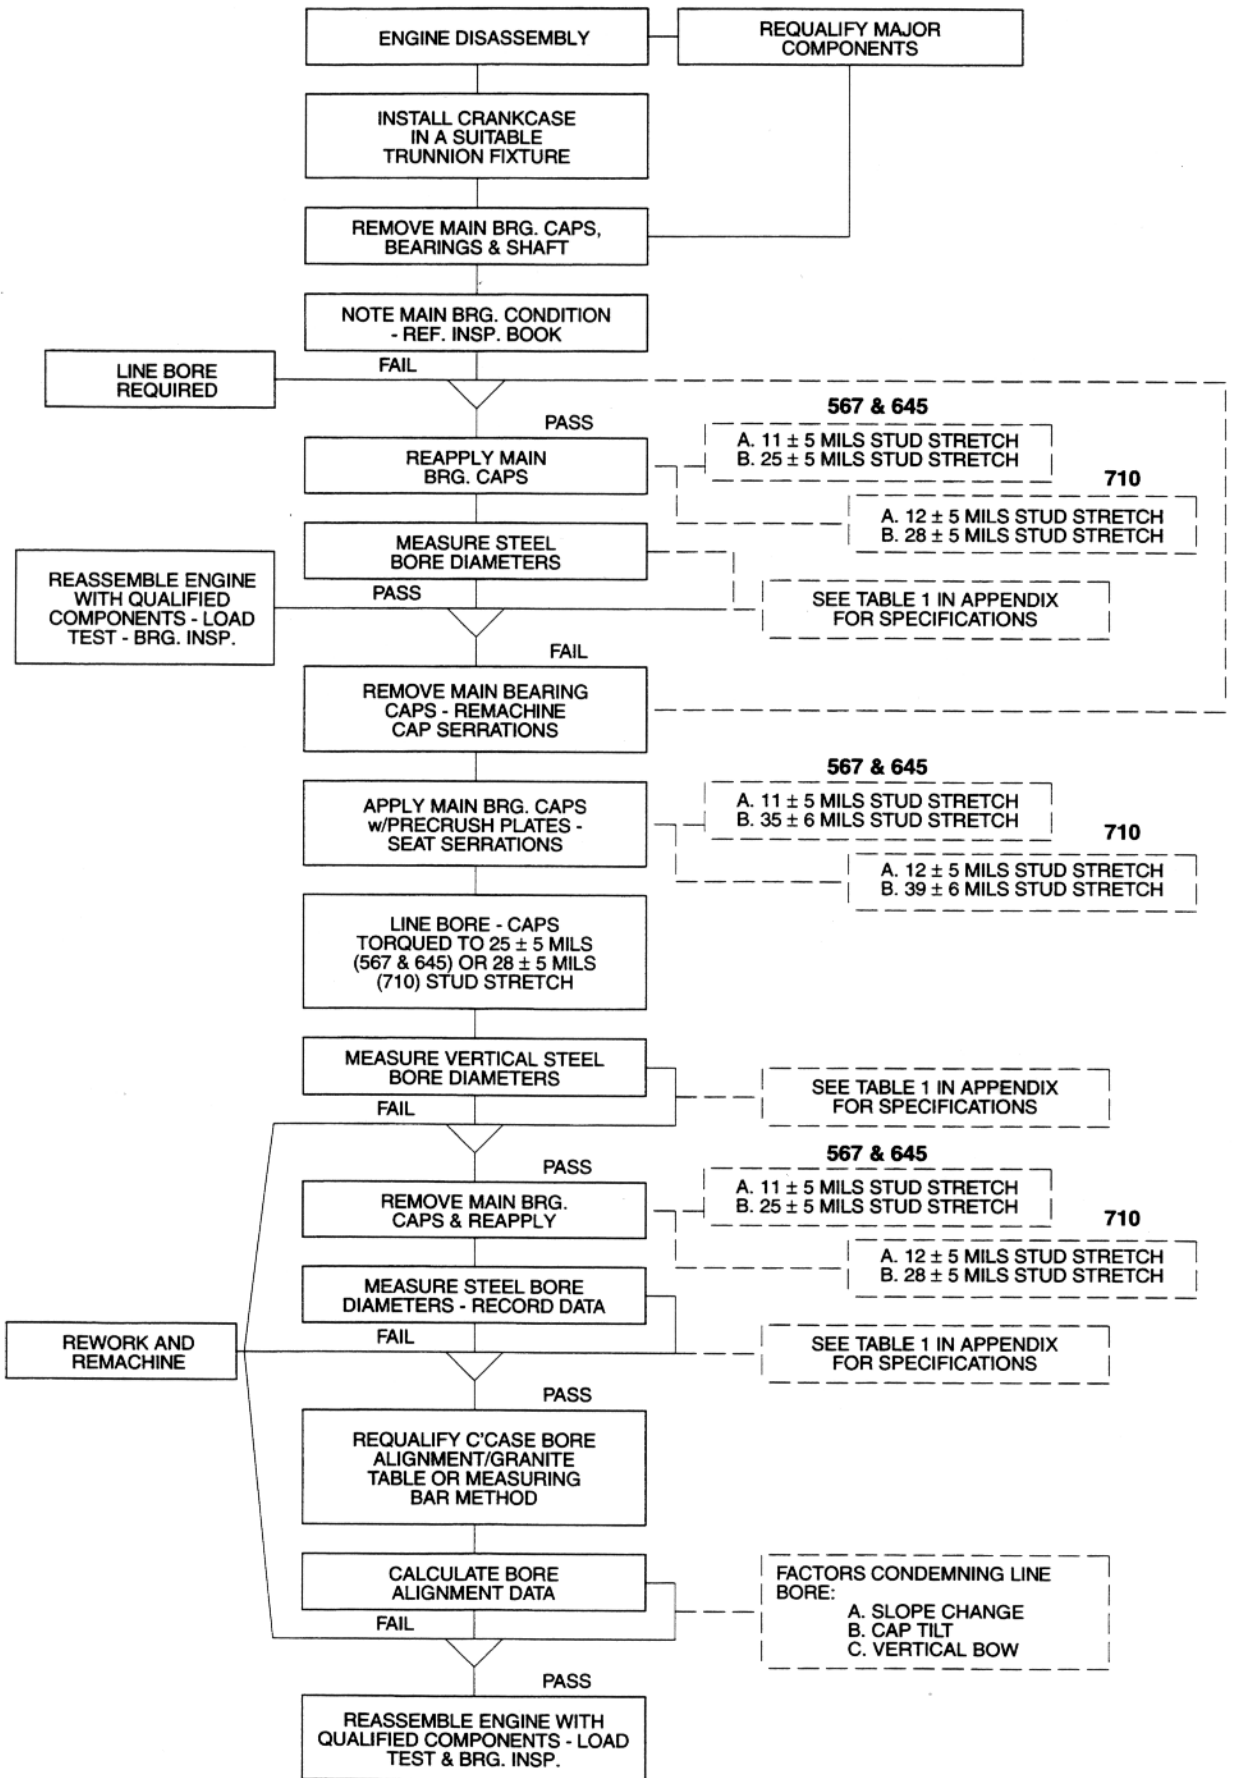 ENGINE DISASSEMBLY
REQUALIFY MAJOR
COMPONENTS
INSTALL CRANKCASE
IN A SUITABLE
TRUNNION FIXTURE
REMOVE MAIN BRG. CAPS,
BEARINGS & SHAFT
NOTE MAIN BRG. CONDITION
- REF. INSP. BOOK
FAIL
LINE BORE
REQUIRED
PASS
567 & 645
A. 11 ± 5 MILS STUD STRETCH
B. 25 ± 5 MILS STUD STRETCH
REAPPLY MAIN
BRG. CAPS
710
A. 12 ± 5 MILS STUD STRETCH
B. 28 ± 5 MILS STUD STRETCH
MEASURE STEEL
BORE DIAMETERS
PASS
REASSEMBLE ENGINE
WITH QUALIFIED
COMPONENTS - LOAD
TEST - BRG. INSP.
SEE TABLE 1 IN APPENDIX
FOR SPECIFICATIONS
FAIL
REMOVE MAIN BEARING
CAPS - REMACHINE
CAP SERRATIONS
567 & 645
A. 11 ± 5 MILS STUD STRETCH
B. 35 ± 6 MILS STUD STRETCH
APPLY MAIN BRG. CAPS
w/PRECRUSH PLATES -
SEAT SERRATIONS
710
A. 12 ± 5 MILS STUD STRETCH
B. 39 ± 6 MILS STUD STRETCH
LINE BORE - CAPS
TORQUED TO 25 ± 5 MILS
(567 & 645) OR 28 ± 5 MILS
(710) STUD STRETCH
MEASURE VERTICAL STEEL
BORE DIAMETERS
FAIL
SEE TABLE 1 IN APPENDIX
FOR SPECIFICATIONS
PASS
567 & 645
A. 11 ± 5 MILS STUD STRETCH
B. 25 ± 5 MILS STUD STRETCH
REMOVE MAIN BRG.
CAPS & REAPPLY
710
A. 12 ± 5 MILS STUD STRETCH
B. 28 ± 5 MILS STUD STRETCH
MEASURE STEEL BORE
DIAMETERS - RECORD DATA
FAIL
REWORK AND
REMACHINE
SEE TABLE 1 IN APPENDIX
FOR SPECIFICATIONS
PASS
REQUALIFY C'CASE BORE
ALIGNMENT/GRANITE
TABLE OR MEASURING
BAR METHOD
CALCULATE BORE
ALIGNMENT DATA
FAIL
FACTORS CONDEMNING LINE
BORE:
A. SLOPE CHANGE
B. CAP TILT
C. VERTICAL BOW
PASS
REASSEMBLE ENGINE WITH
QUALIFIED COMPONENTS - LOAD
TEST & BRG. INSP.